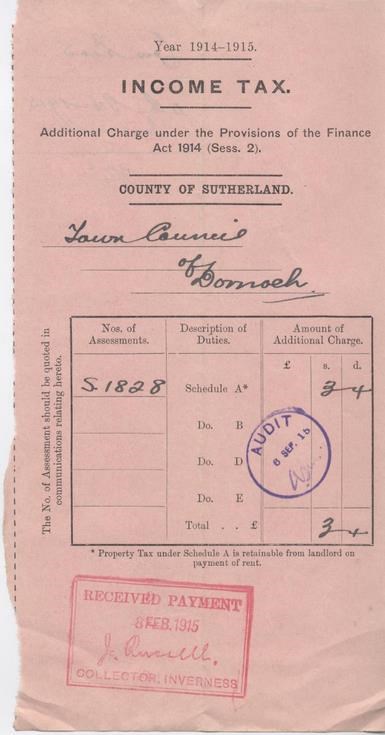 Year 1914-1915.
INCOME TAX.
Additional Charge under the Provisions of the Finance
Act 1914 (Sess. 2).
COUNTY OF SUTHERLAND.
Town Council
of Dornoch.
The No. of Assessment should be quoted in
communications relating hereto.
Nos. of Assessments. Description of Duties. Amount of Additional Charge.
£ s. d.
S. 1828 Schedule A* 3 4
Do. B
Do. D
Do. E
Total . . £ 3 4
AUDIT
6 SEP. 15
* Property Tax under Schedule A is retainable from landlord on
payment of rent.
RECEIVED PAYMENT
8 FEB. 1915
COLLECTOR, INVERNESS